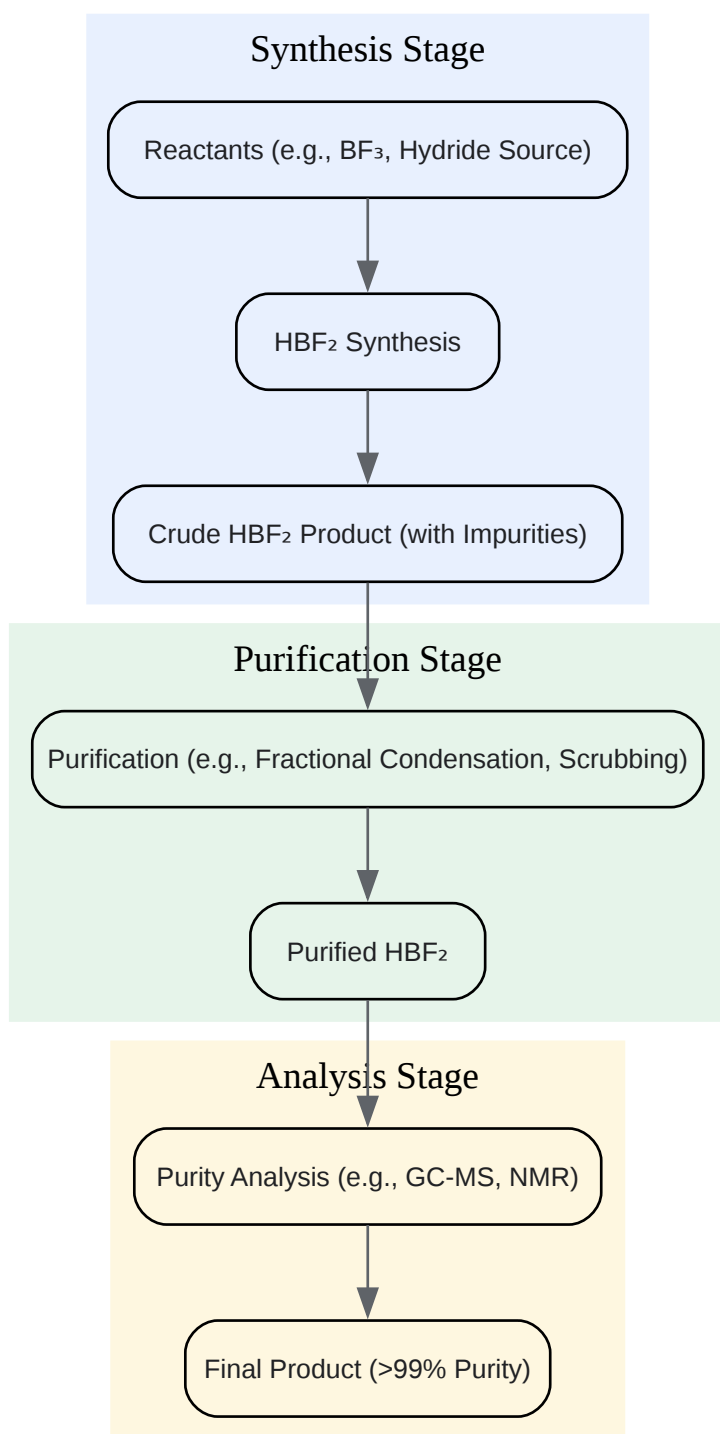 Synthesis Stage
Reactants (e.g., BF₃, Hydride Source)
HBF₂ Synthesis
Crude HBF₂ Product (with Impurities)
Purification Stage
Purification (e.g., Fractional Condensation, Scrubbing)
Purified HBF₂
Analysis Stage
Purity Analysis (e.g., GC-MS, NMR)
Final Product (>99% Purity)